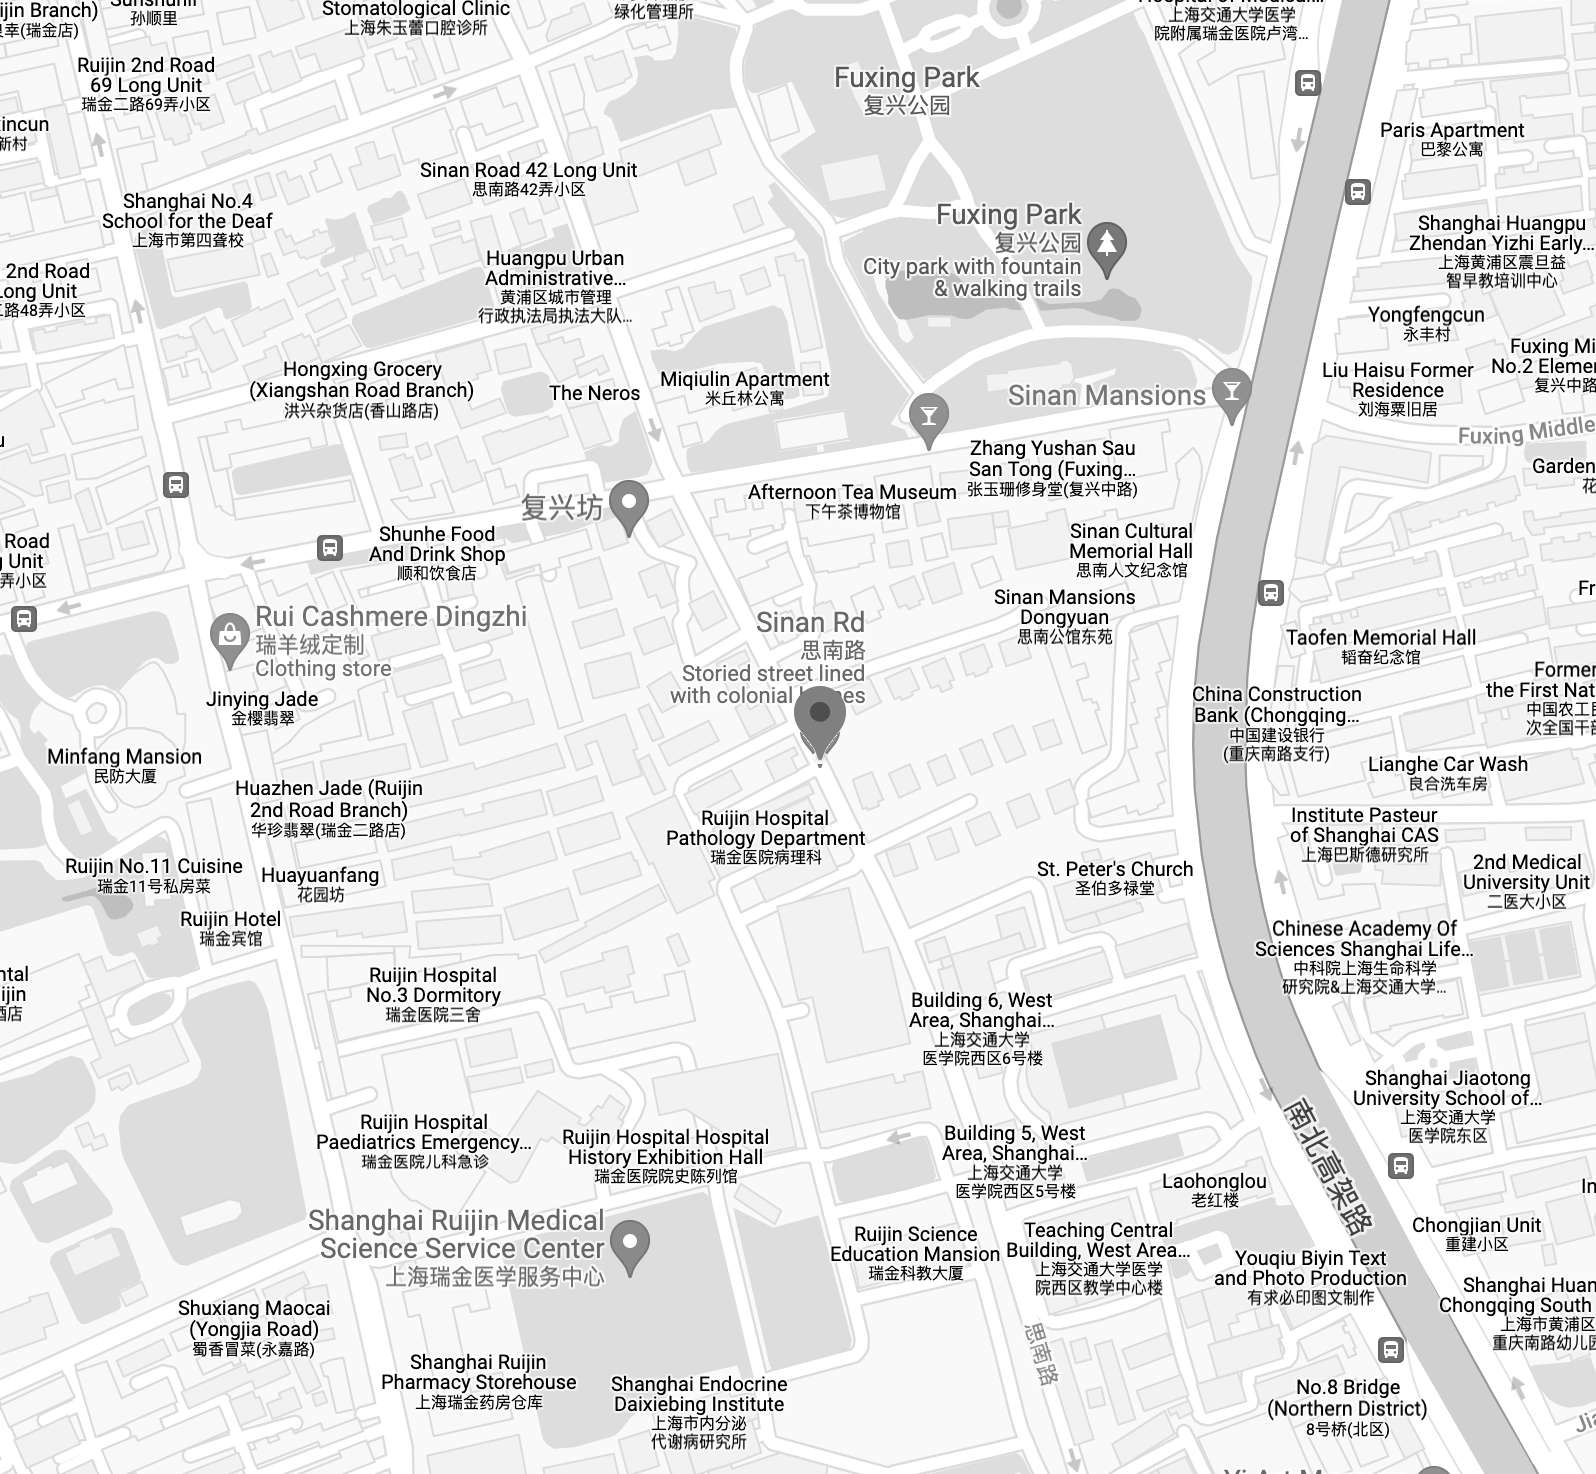 ijin Branch)
孙顺里
Stomatological Clinic
上海朱玉蕾口腔诊所
绿化管理所
上海交通大学医学
院附属瑞金医院卢湾...
Ruijin 2nd Road
69 Long Unit
瑞金二路69弄小区
Fuxing Park
复兴公园
incun
新村
Paris Apartment
巴黎公寓
Sinan Road 42 Long Unit
思南路42弄小区
Shanghai No.4
School for the Deaf
上海市第四聋校
Fuxing Park
复兴公园
City park with fountain
& walking trails
Shanghai Huangpu
Zhendan Yizhi Early...
上海黄浦区震旦益
智早教培训中心
2nd Road
Long Unit
路48弄小区
Huangpu Urban
Administrative...
黄浦区城市管理
行政执法局执法大队...
Yongfengcun
永丰村
Hongxing Grocery
(Xiangshan Road Branch)
洪兴杂货店(香山路店)
The Neros
Miqiulin Apartment
米丘林公寓
Sinan Mansions
Liu Haisu Former
Residence
刘海粟旧居
Fuxing Mi
No.2 Elemen
复兴中路
Fuxing Middle
Zhang Yushan Sau
San Tong (Fuxing...
张玉珊修身堂(复兴中路)
Garden
花
复兴坊
Afternoon Tea Museum
下午茶博物馆
Shunhe Food
And Drink Shop
顺和饮食店
Sinan Cultural
Memorial Hall
思南人文纪念馆
Road
Unit
弄小区
Sinan Mansions
Dongyuan
思南公馆东苑
Fr
Rui Cashmere Dingzhi
瑞羊绒定制
Clothing store
Sinan Rd
思南路
Storied street lined
with colonial
Taofen Memorial Hall
韬奋纪念馆
Jinying Jade
金樱翡翠
China Construction
Bank (Chongqing...
中国建设银行
(重庆南路支行)
Former
the First Nat
中国农工民
次全国干部
Minfang Mansion
民防大厦
Lianghe Car Wash
良合洗车房
Huazhen Jade (Ruijin
2nd Road Branch)
华珍翡翠(瑞金二路店)
Ruijin Hospital
Pathology Department
瑞金医院病理科
Institute Pasteur
of Shanghai CAS
上海巴斯德研究所
Ruijin No.11 Cuisine
瑞金11号私房菜
Huayuanfang
花园坊
St. Peter's Church
圣伯多禄堂
2nd Medical
University Unit
二医大小区
Ruijin Hotel
瑞金宾馆
Chinese Academy Of
Sciences Shanghai Life...
中科院上海生命科学
研究院&上海交通大学...
ntal
ijin
酒店
Ruijin Hospital
No.3 Dormitory
瑞金医院三舍
Building 6, West
Area, Shanghai...
上海交通大学
医学院西区6号楼
Shanghai Jiaotong
University School of...
上海交通大学
医学院东区
Ruijin Hospital
Paediatrics Emergency...
瑞金医院儿科急诊
Ruijin Hospital Hospital
History Exhibition Hall
瑞金医院院史陈列馆
Building 5, West
Area, Shanghai...
上海交通大学
医学院西区5号楼
南北高架路
Laohonglou
老红楼
In
Shanghai Ruijin Medical
Science Service Center
上海瑞金医学服务中心
Ruijin Science
Education Mansion
瑞金科教大厦
Teaching Central
Building, West Area...
上海交通大学医学
院西区教学中心楼
Chongjian Unit
重建小区
Youqiu Biyin Text
and Photo Production
有求必印图文制作
Shanghai Huan
Chongqing South
上海市黄浦区
重庆南路幼儿园
Shuxiang Maocai
(Yongjia Road)
蜀香冒菜(永嘉路)
思南路
Shanghai Ruijin
Pharmacy Storehouse
上海瑞金药房仓库
Shanghai Endocrine
Daixiebing Institute
上海市内分泌
代谢病研究所
No.8 Bridge
(Northern District)
8号桥(北区)
Jia